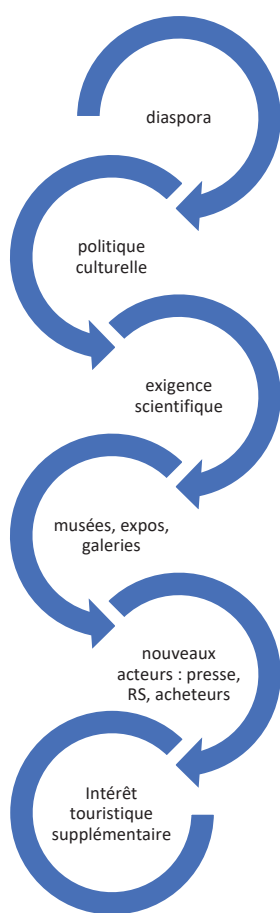 diaspora
politique
culturelle
exigence
scientifique
musées, expos,
galeries
nouveaux
acteurs : presse,
RS, acheteurs
Intérêt
touristique
supplémentaire